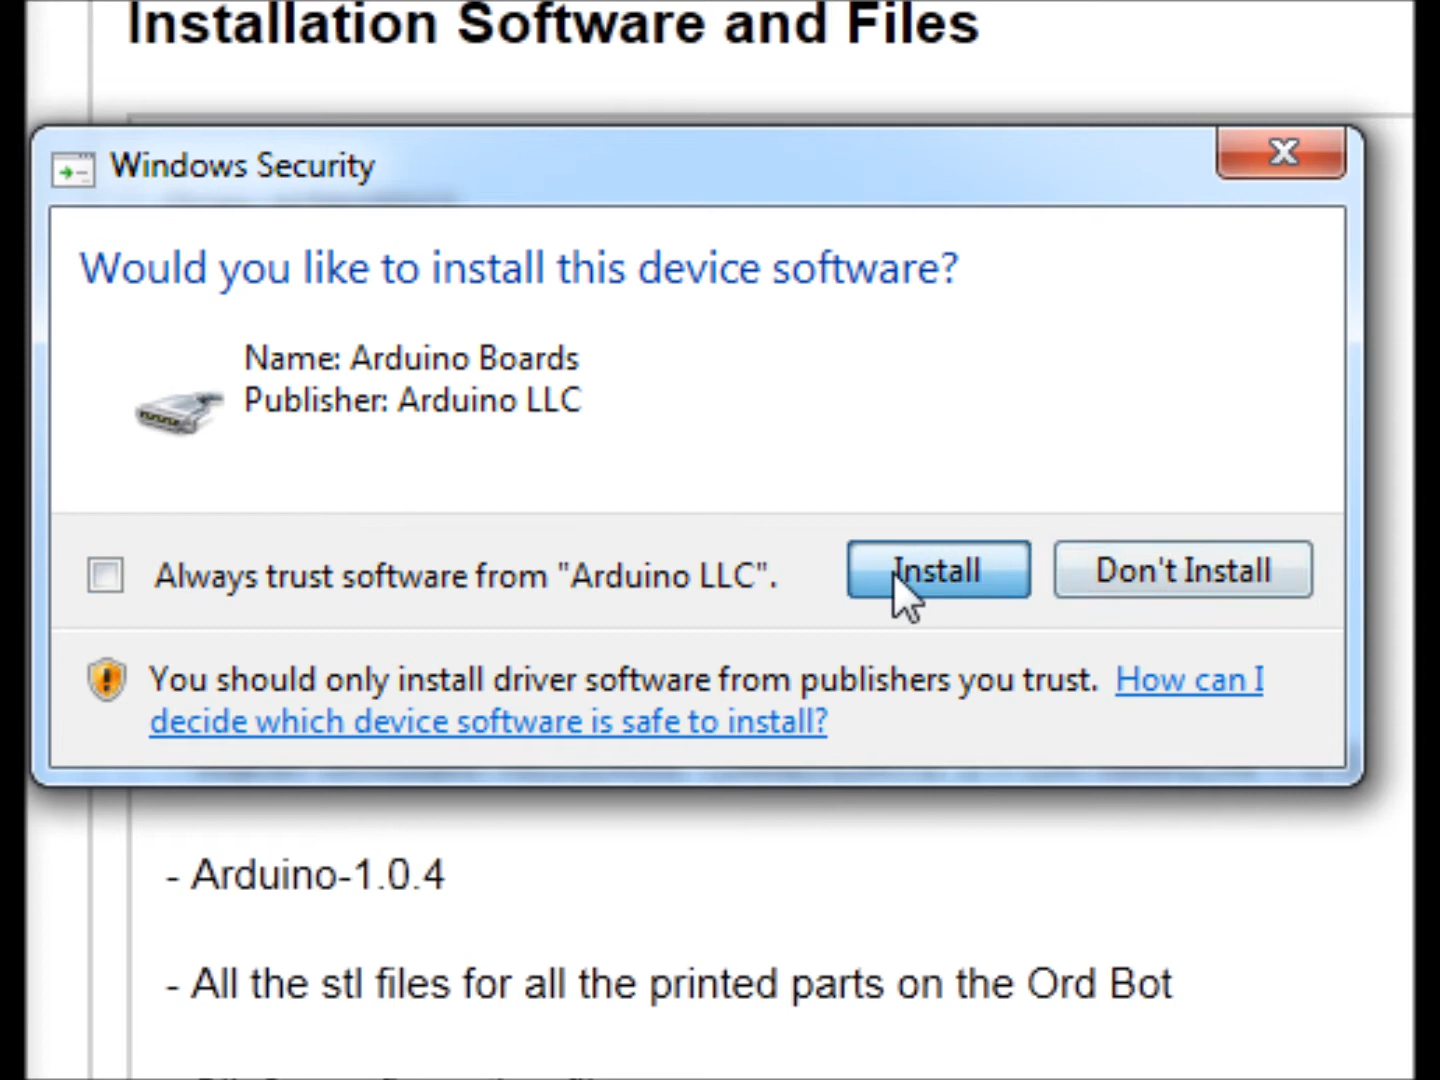 Installation Software and Files
Windows Security
Would you like to install this device software?
Name: Arduino Boards
Publisher: Arduino LLC
Always trust software from "Arduino LLC".
Install
Don't Install
You should only install driver software from publishers you trust. How can I
decide which device software is safe to install?
- Arduino-1.0.4
- All the stl files for all the printed parts on the Ord Bot